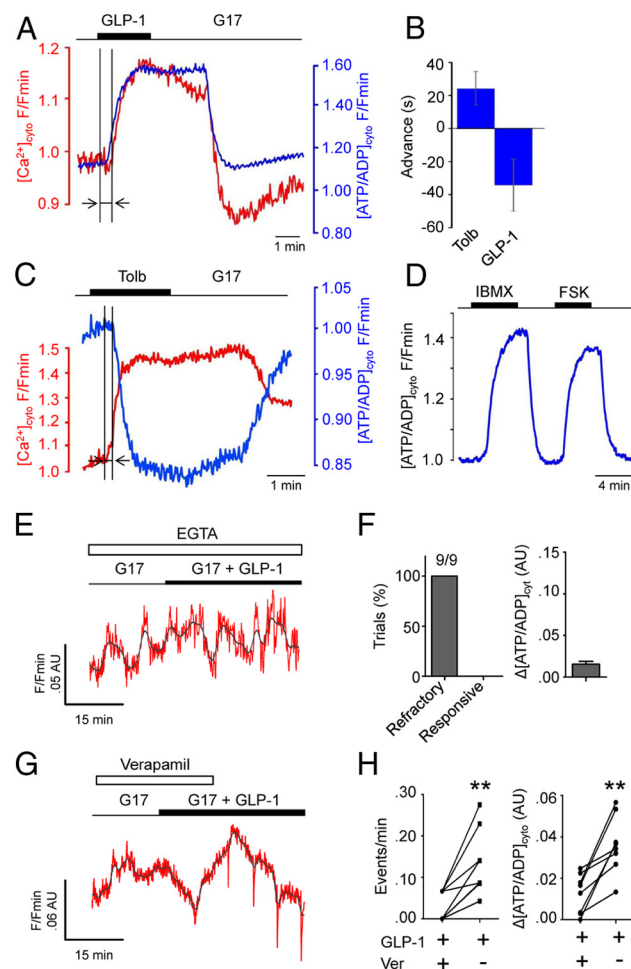 A
GLP-1 G17
[Ca²⁺]cyto F/Fmin
1.2
1.1
1.0
0.9
1.60
1.40
1.20
1.00
0.80
[ATP/ADP]cyto F/Fmin
1 min
B
Advance (s)
40
20
0
-20
-40
-60
Tolb
GLP-1
C
Tolb G17
[Ca²⁺]cyto F/Fmin
1.5
1.4
1.3
1.2
1.1
1.0
1.05
1.00
0.95
0.90
0.85
[ATP/ADP]cyto F/Fmin
1 min
D
IBMX FSK
[ATP/ADP]cyto F/Fmin
1.4
1.2
1.0
4 min
E
EGTA
G17 G17 + GLP-1
F/Fmin
.05 AU
15 min
F
9/9
Trials (%)
100
50
0
Refractory
Responsive
Δ[ATP/ADP]cyt (AU)
.15
.10
.05
.00
G
Verapamil
G17 G17 + GLP-1
F/Fmin
.06 AU
15 min
H
**
Events/min
.30
.20
.10
.00
**
Δ[ATP/ADP]cyto (AU)
.06
.04
.02
.00
GLP-1 + + + +
Ver + - + -